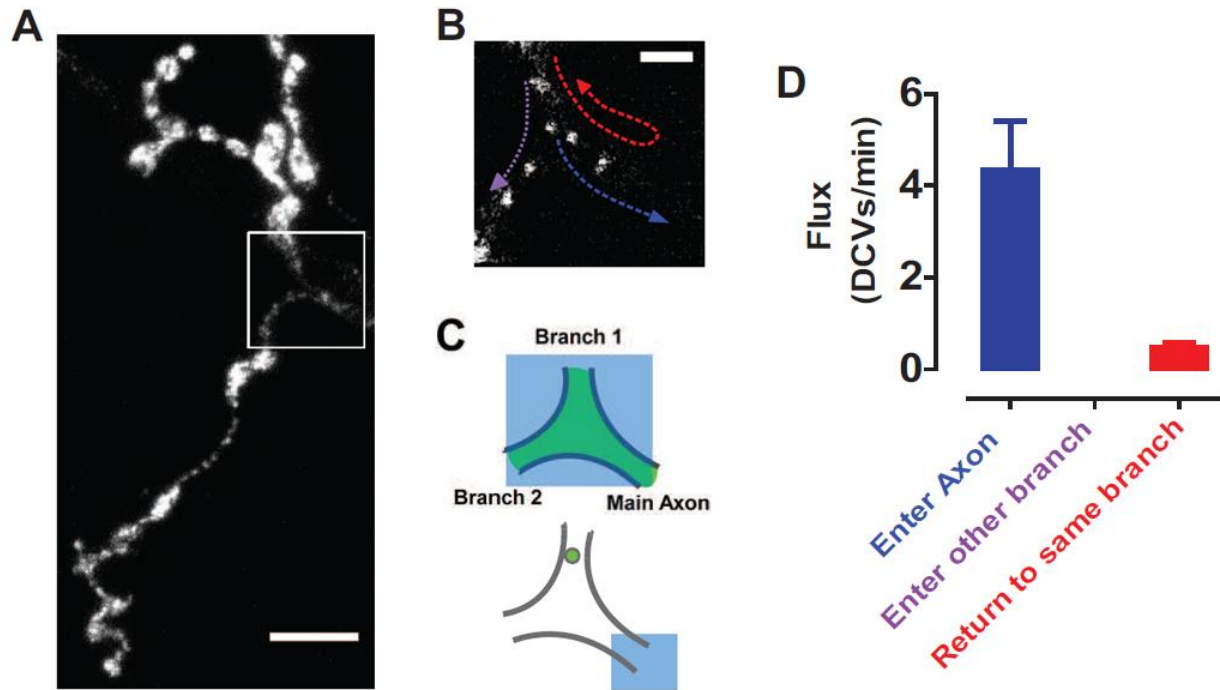 A
B
C
Branch 1
Branch 2
Main Axon
D
Flux
(DCVs/min)
6
4
2
0
Enter Axon
Enter other branch
Return to same branch